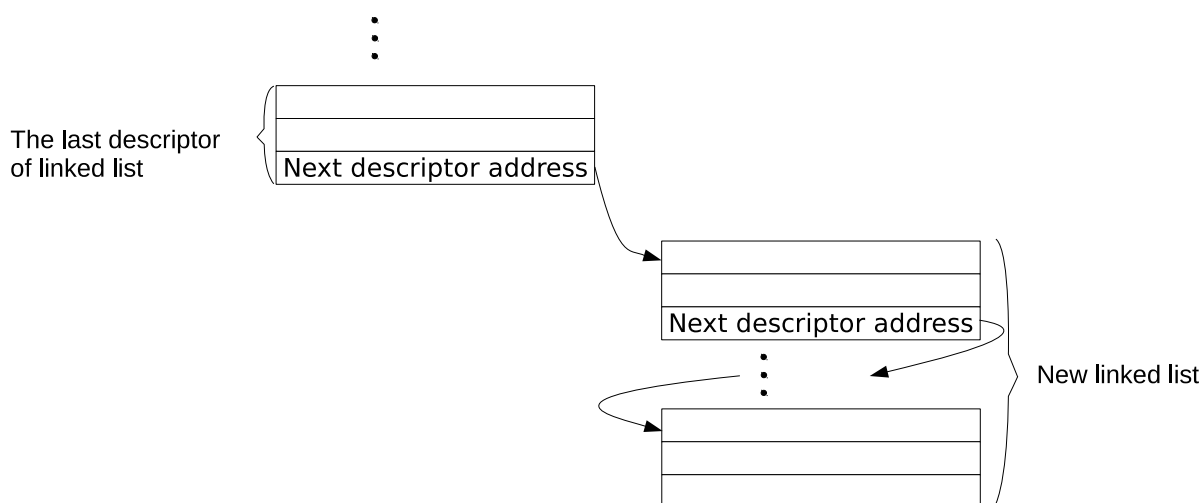 The last descriptor
of linked list
Next descriptor address
Next descriptor address
New linked list